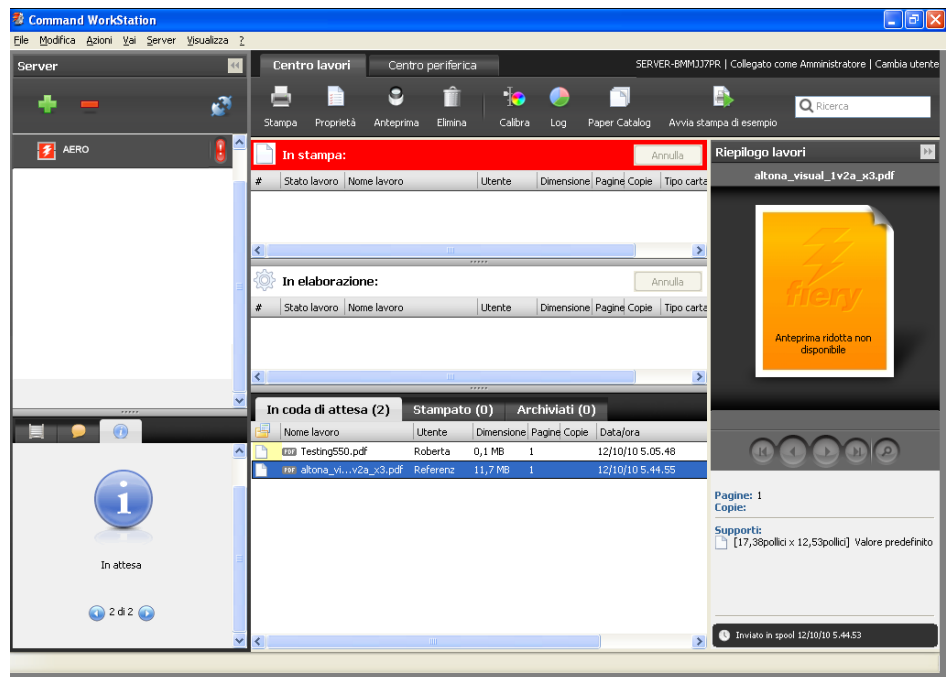 Command WorkStation
File Modifica Azioni Vai Server Visualizza ?
Server
AERO
In attesa
2 di 2
Centro lavori Centro periferica
SERVER-BMMJJ7PR | Collegato come Amministratore | Cambia utente
Stampa Proprietà Anteprima Elimina Calibra Log Paper Catalog Avvia stampa di esempio
Ricerca
In stampa: Annulla
# Stato lavoro Nome lavoro Utente Dimensione Pagine Copie Tipo carta
In elaborazione: Annulla
# Stato lavoro Nome lavoro Utente Dimensione Pagine Copie Tipo carta
In coda di attesa (2) Stampato (0) Archiviati (0)
Nome lavoro Utente Dimensione Pagine Copie Data/ora
PDF Testing550.pdf Roberta 0,1 MB 1 12/10/10 5.05.48
PDF altona_vi...v2a_x3.pdf Referenz 11,7 MB 1 12/10/10 5.44.55
Riepilogo lavori
altona_visual_1v2a_x3.pdf
fiery
Anteprima ridotta non
disponibile
Pagine: 1
Copie:
Supporti:
[17,38pollici x 12,53pollici] Valore predefinito
Inviato in spool 12/10/10 5.44.53